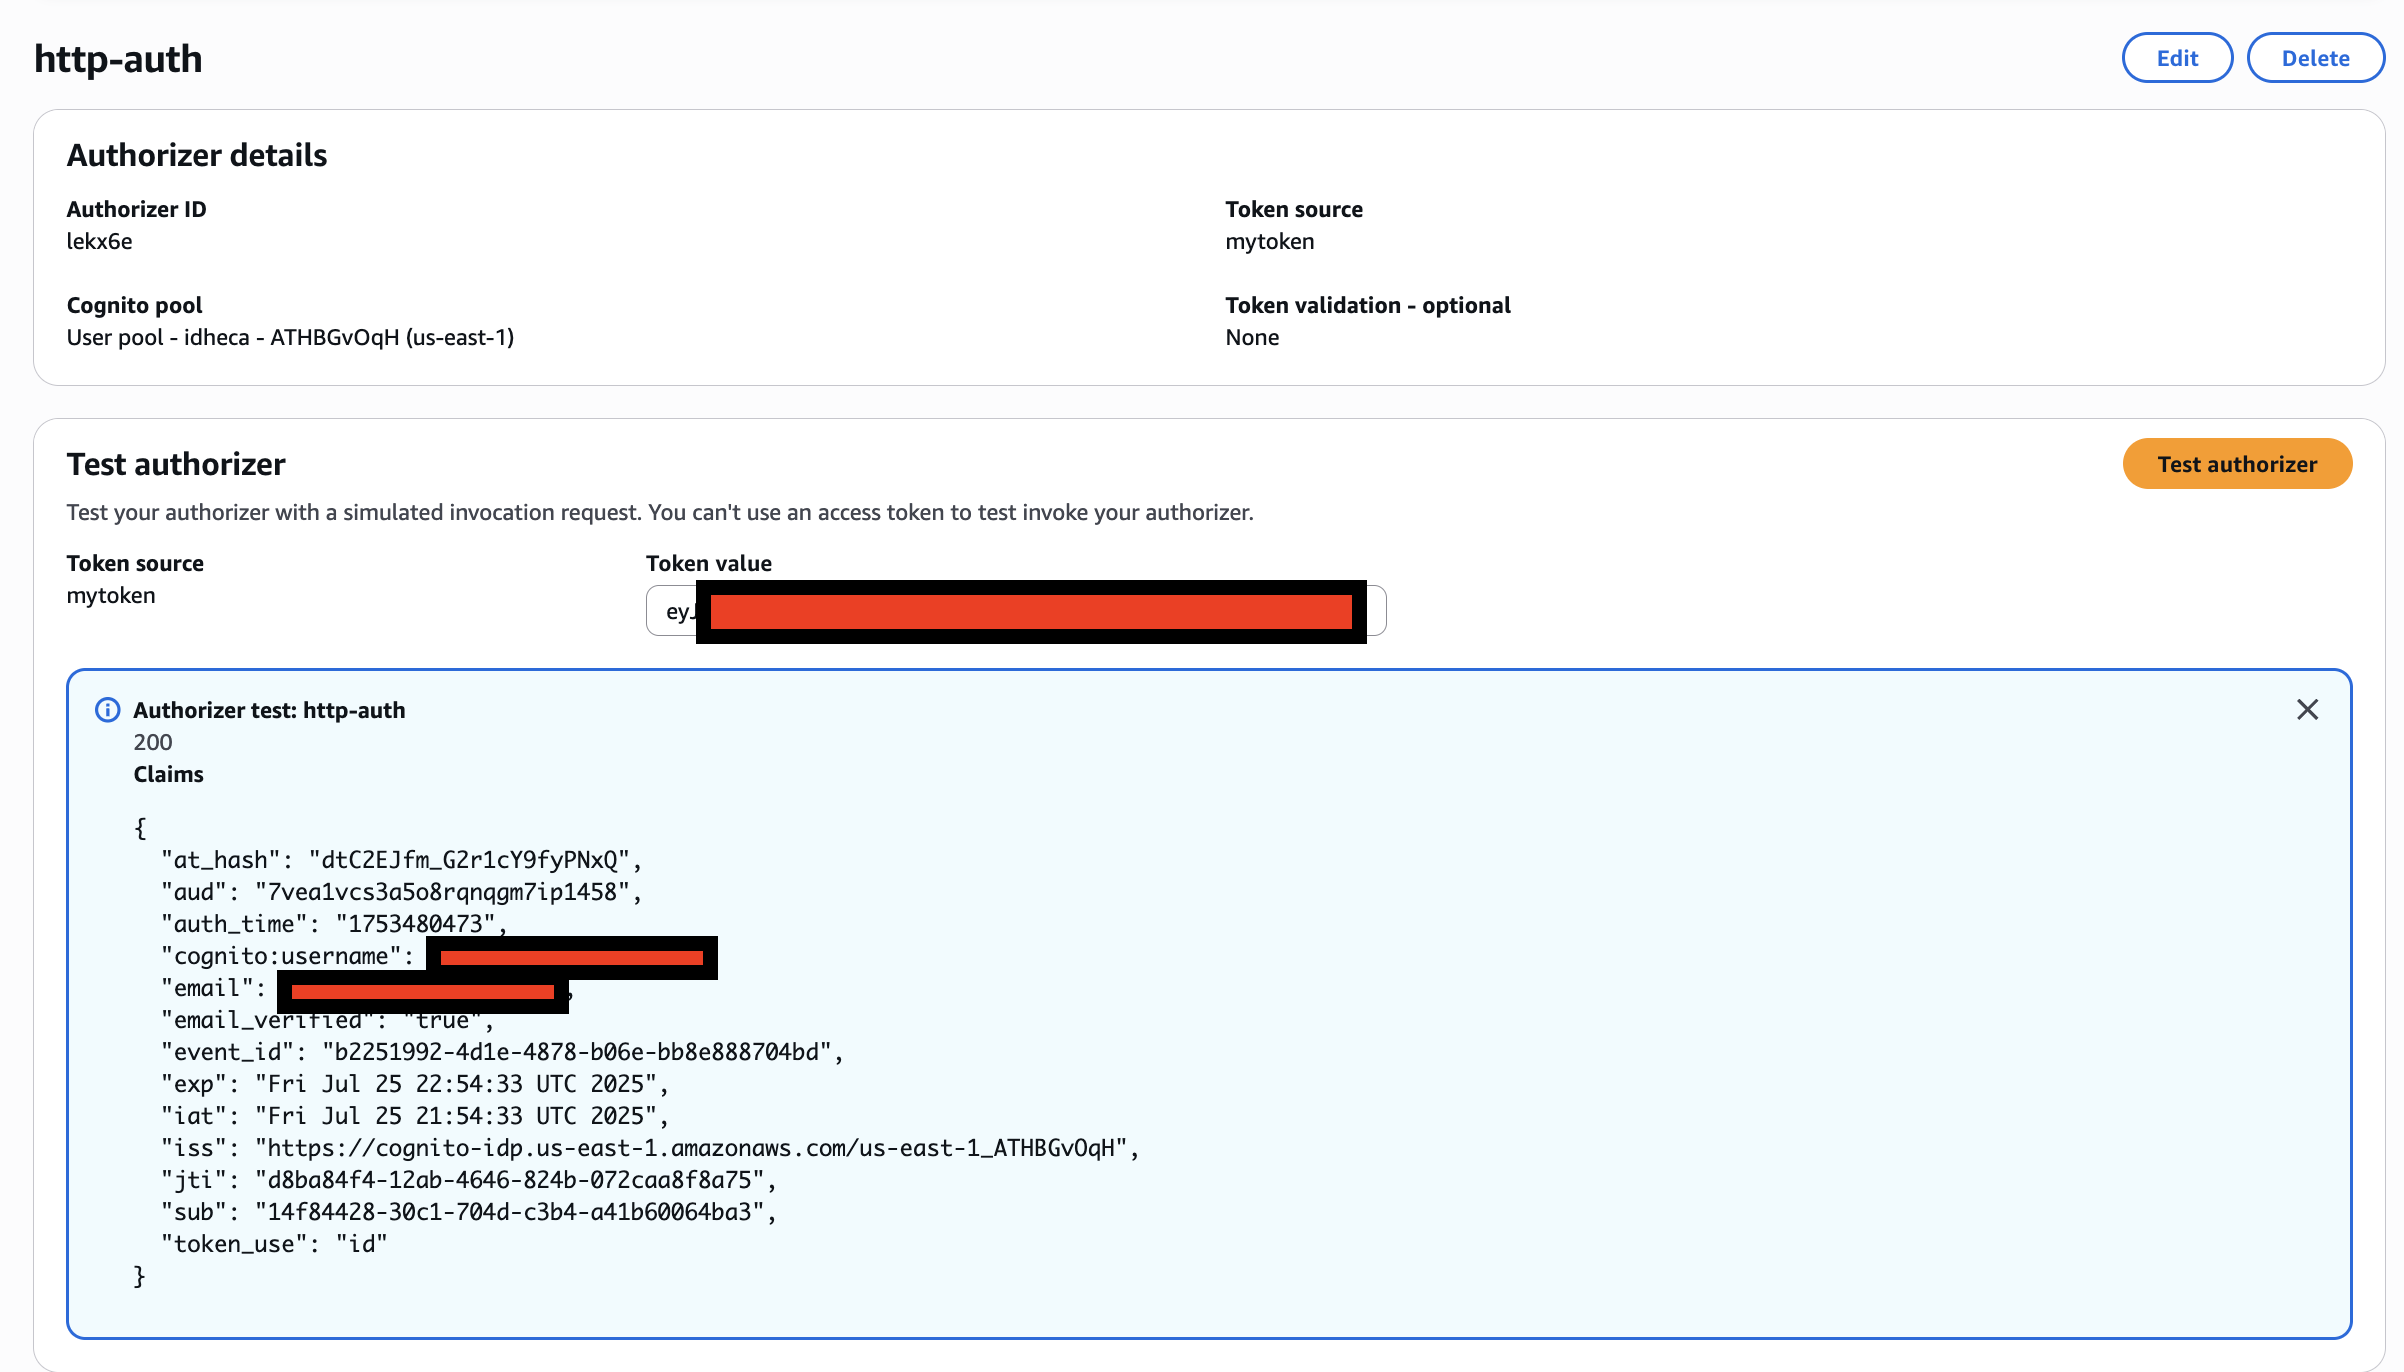 http-auth
Edit
Delete
Authorizer details
Authorizer ID
lekx6e
Token source
mytoken
Cognito pool
User pool - idheca - ATHBGvOqH (us-east-1)
Token validation - optional
None
Test authorizer
Test authorizer
Test your authorizer with a simulated invocation request. You can't use an access token to test invoke your authorizer.
Token source
mytoken
Token value
eyJ
Authorizer test: http-auth
200
Claims
{
"at_hash": "dtC2EJfm_G2r1cY9fyPNxQ",
"aud": "7vea1vcs3a5o8rqnqgm7ip1458",
"auth_time": "1753480473",
"cognito:username":
"email": ,
"email_verified": "true",
"event_id": "b2251992-4d1e-4878-b06e-bb8e888704bd",
"exp": "Fri Jul 25 22:54:33 UTC 2025",
"iat": "Fri Jul 25 21:54:33 UTC 2025",
"iss": "https://cognito-idp.us-east-1.amazonaws.com/us-east-1_ATHBGvOqH",
"jti": "d8ba84f4-12ab-4646-824b-072caa8f8a75",
"sub": "14f84428-30c1-704d-c3b4-a41b60064ba3",
"token_use": "id"
}